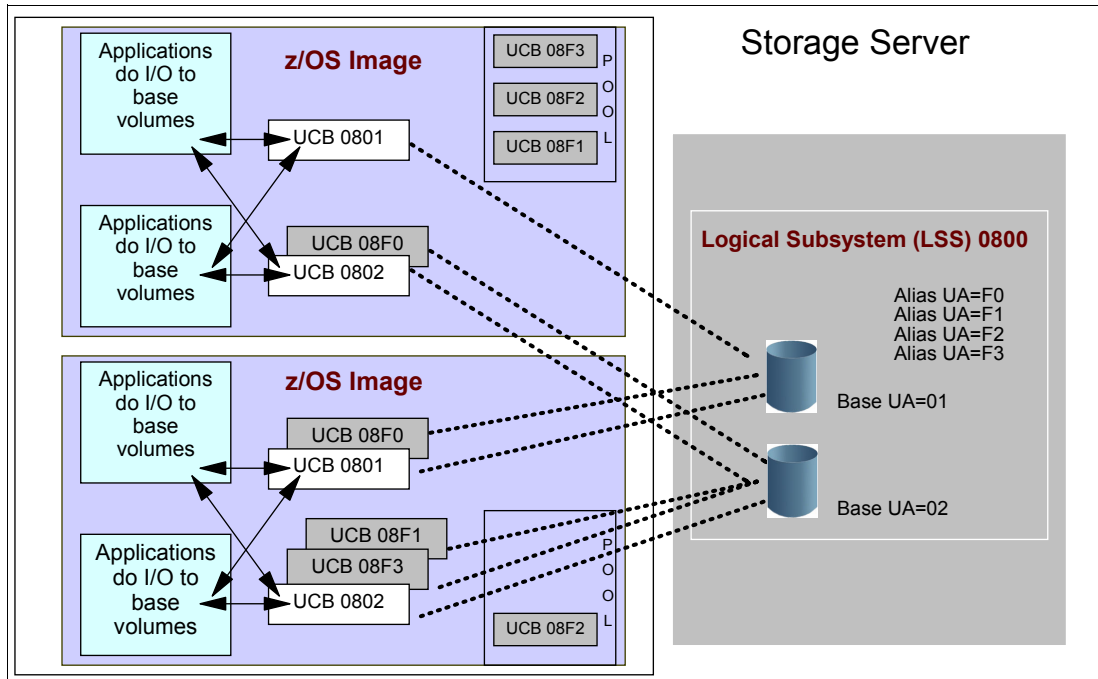 Storage Server
Applications
do I/O to
base
volumes
z/OS Image
UCB 08F3
UCB 08F2
UCB 08F1
P
O
O
L
UCB 0801
Applications
do I/O to
base
volumes
UCB 08F0
UCB 0802
Logical Subsystem (LSS) 0800
Alias UA=F0
Alias UA=F1
Alias UA=F2
Alias UA=F3
Base UA=01
Base UA=02
Applications
do I/O to
base
volumes
z/OS Image
UCB 08F0
UCB 0801
Applications
do I/O to
base
volumes
UCB 08F1
UCB 08F3
UCB 0802
P
O
O
L
UCB 08F2